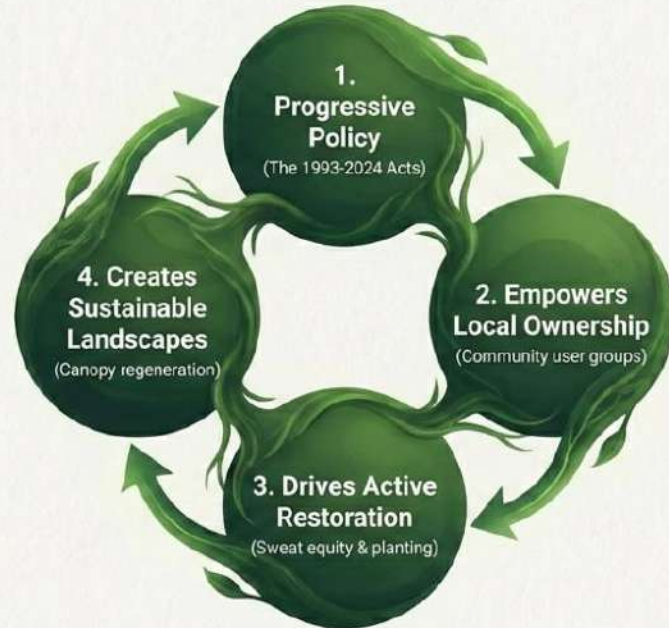 1.
Progressive
Policy
(The 1993-2024 Acts)
2. Empowers
Local Ownership
(Community user groups)
3. Drives Active
Restoration
(Sweat equity & planting)
4. Creates
Sustainable
Landscapes
(Canopy regeneration)